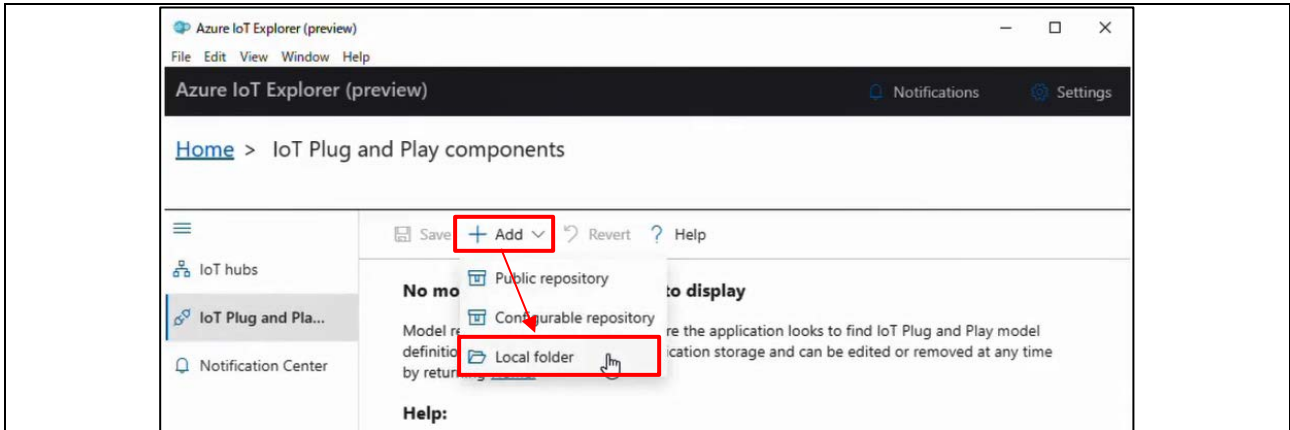 Azure IoT Explorer (preview)
File Edit View Window Help
Azure IoT Explorer (preview)
Notifications
Settings
Home > IoT Plug and Play components
Save + Add Revert ? Help
IoT hubs
Public repository
No mo to display
IoT Plug and Pla...
Configurable repository
Model re re the application looks to find IoT Plug and Play model
Local folder
definitio cation storage and can be edited or removed at any time
Notification Center
by retur
Help: